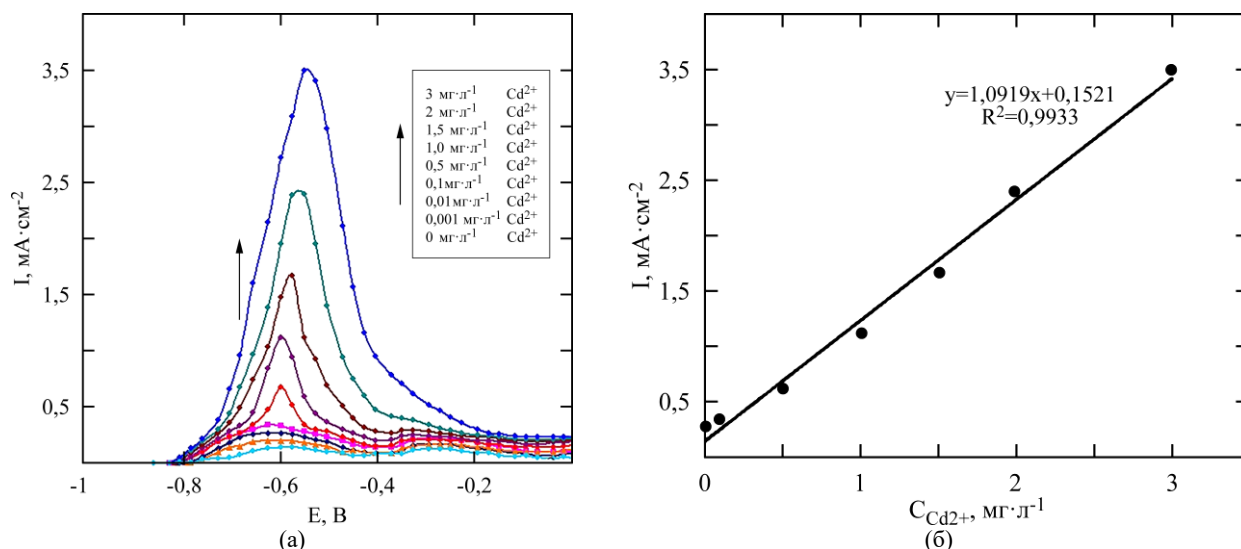 I, мА·см-2
3,5
2,5
1,5
0,5
-1
-0,8
-0,6
-0,4
-0,2
E, В
(а)
3 мг·л-1 Cd2+
2 мг·л-1 Cd2+
1,5 мг·л-1 Cd2+
1,0 мг·л-1 Cd2+
0,5 мг·л-1 Cd2+
0,1мг·л-1 Cd2+
0,01мг·л-1 Cd2+
0,001 мг·л-1 Cd2+
0 мг·л-1 Cd2+
I, мА·см-2
3,5
2,5
1,5
0,5
y=1,0919x+0,1521
R2=0,9933
0
1
2
3
CCd2+, мг·л-1
(б)